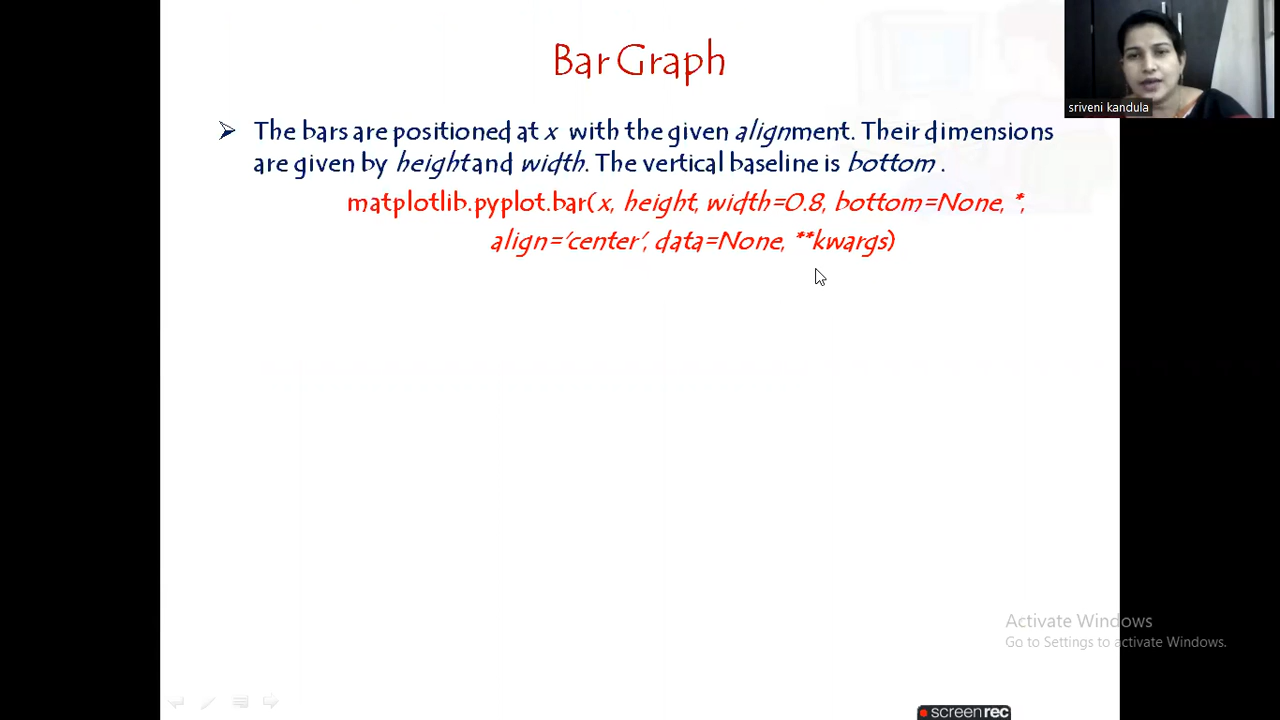 Bar Graph
sriveni kandula
➢ The bars are positioned at x with the given alignment. Their dimensions
are given by height and width. The vertical baseline is bottom .
matplotlib.pyplot.bar(x, height, width=0.8, bottom=None, *,
align='center', data=None, **kwargs)
Activate Windows
Go to Settings to activate Windows.
screenrec